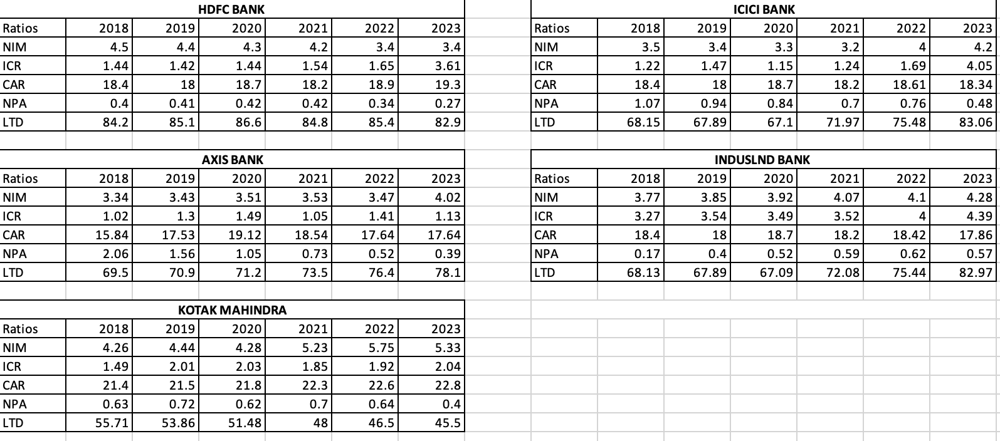 HDFC BANK
Ratios 2018 2019 2020 2021 2022 2023
NIM 4.5 4.4 4.3 4.2 3.4 3.4
ICR 1.44 1.42 1.44 1.54 1.65 3.61
CAR 18.4 18 18.7 18.2 18.9 19.3
NPA 0.4 0.41 0.42 0.42 0.34 0.27
LTD 84.2 85.1 86.6 84.8 85.4 82.9
ICICI BANK
Ratios 2018 2019 2020 2021 2022 2023
NIM 3.5 3.4 3.3 3.2 4 4.2
ICR 1.22 1.47 1.15 1.24 1.69 4.05
CAR 18.4 18 18.7 18.2 18.61 18.34
NPA 1.07 0.94 0.84 0.7 0.76 0.48
LTD 68.15 67.89 67.1 71.97 75.48 83.06
AXIS BANK
Ratios 2018 2019 2020 2021 2022 2023
NIM 3.34 3.43 3.51 3.53 3.47 4.02
ICR 1.02 1.3 1.49 1.05 1.41 1.13
CAR 15.84 17.53 19.12 18.54 17.64 17.64
NPA 2.06 1.56 1.05 0.73 0.52 0.39
LTD 69.5 70.9 71.2 73.5 76.4 78.1
INDUSLND BANK
Ratios 2018 2019 2020 2021 2022 2023
NIM 3.77 3.85 3.92 4.07 4.1 4.28
ICR 3.27 3.54 3.49 3.52 4 4.39
CAR 18.4 18 18.7 18.2 18.42 17.86
NPA 0.17 0.4 0.52 0.59 0.62 0.57
LTD 68.13 67.89 67.09 72.08 75.44 82.97
KOTAK MAHINDRA
Ratios 2018 2019 2020 2021 2022 2023
NIM 4.26 4.44 4.28 5.23 5.75 5.33
ICR 1.49 2.01 2.03 1.85 1.92 2.04
CAR 21.4 21.5 21.8 22.3 22.6 22.8
NPA 0.63 0.72 0.62 0.7 0.64 0.4
LTD 55.71 53.86 51.48 48 46.5 45.5